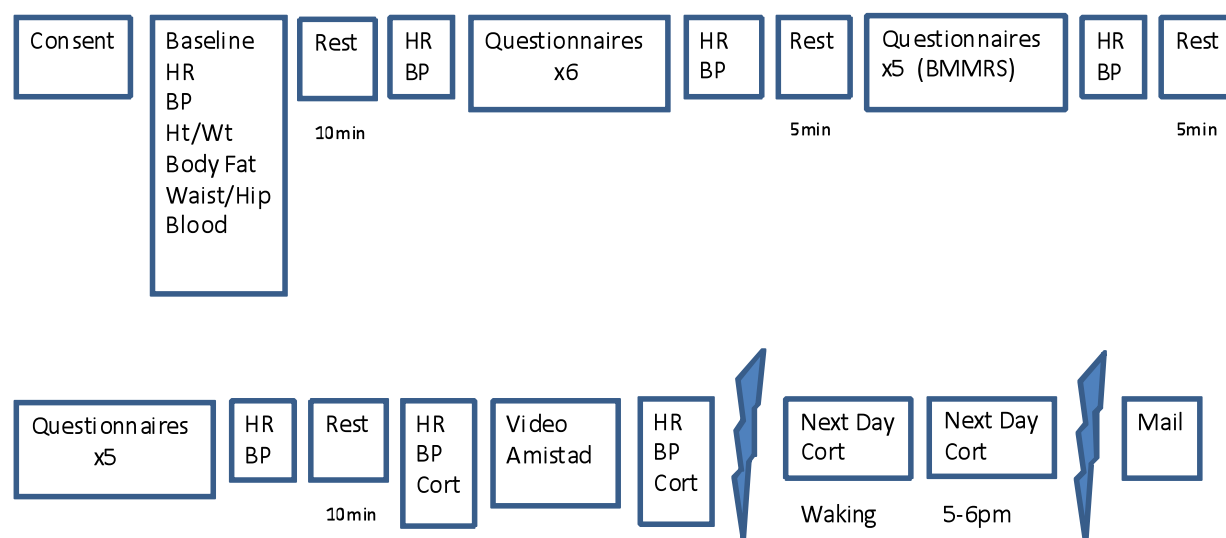 Consent
Baseline
HR
BP
Ht/Wt
Body Fat
Waist/Hip
Blood
Rest
10min
HR
BP
Questionnaires
x6
HR
BP
Rest
5min
Questionnaires
x5 (BMMRS)
HR
BP
Rest
5min
Questionnaires
x5
HR
BP
Rest
10min
HR
BP
Cort
Video
Amistad
HR
BP
Cort
Next Day
Cort
Waking
Next Day
Cort
5-6pm
Mail